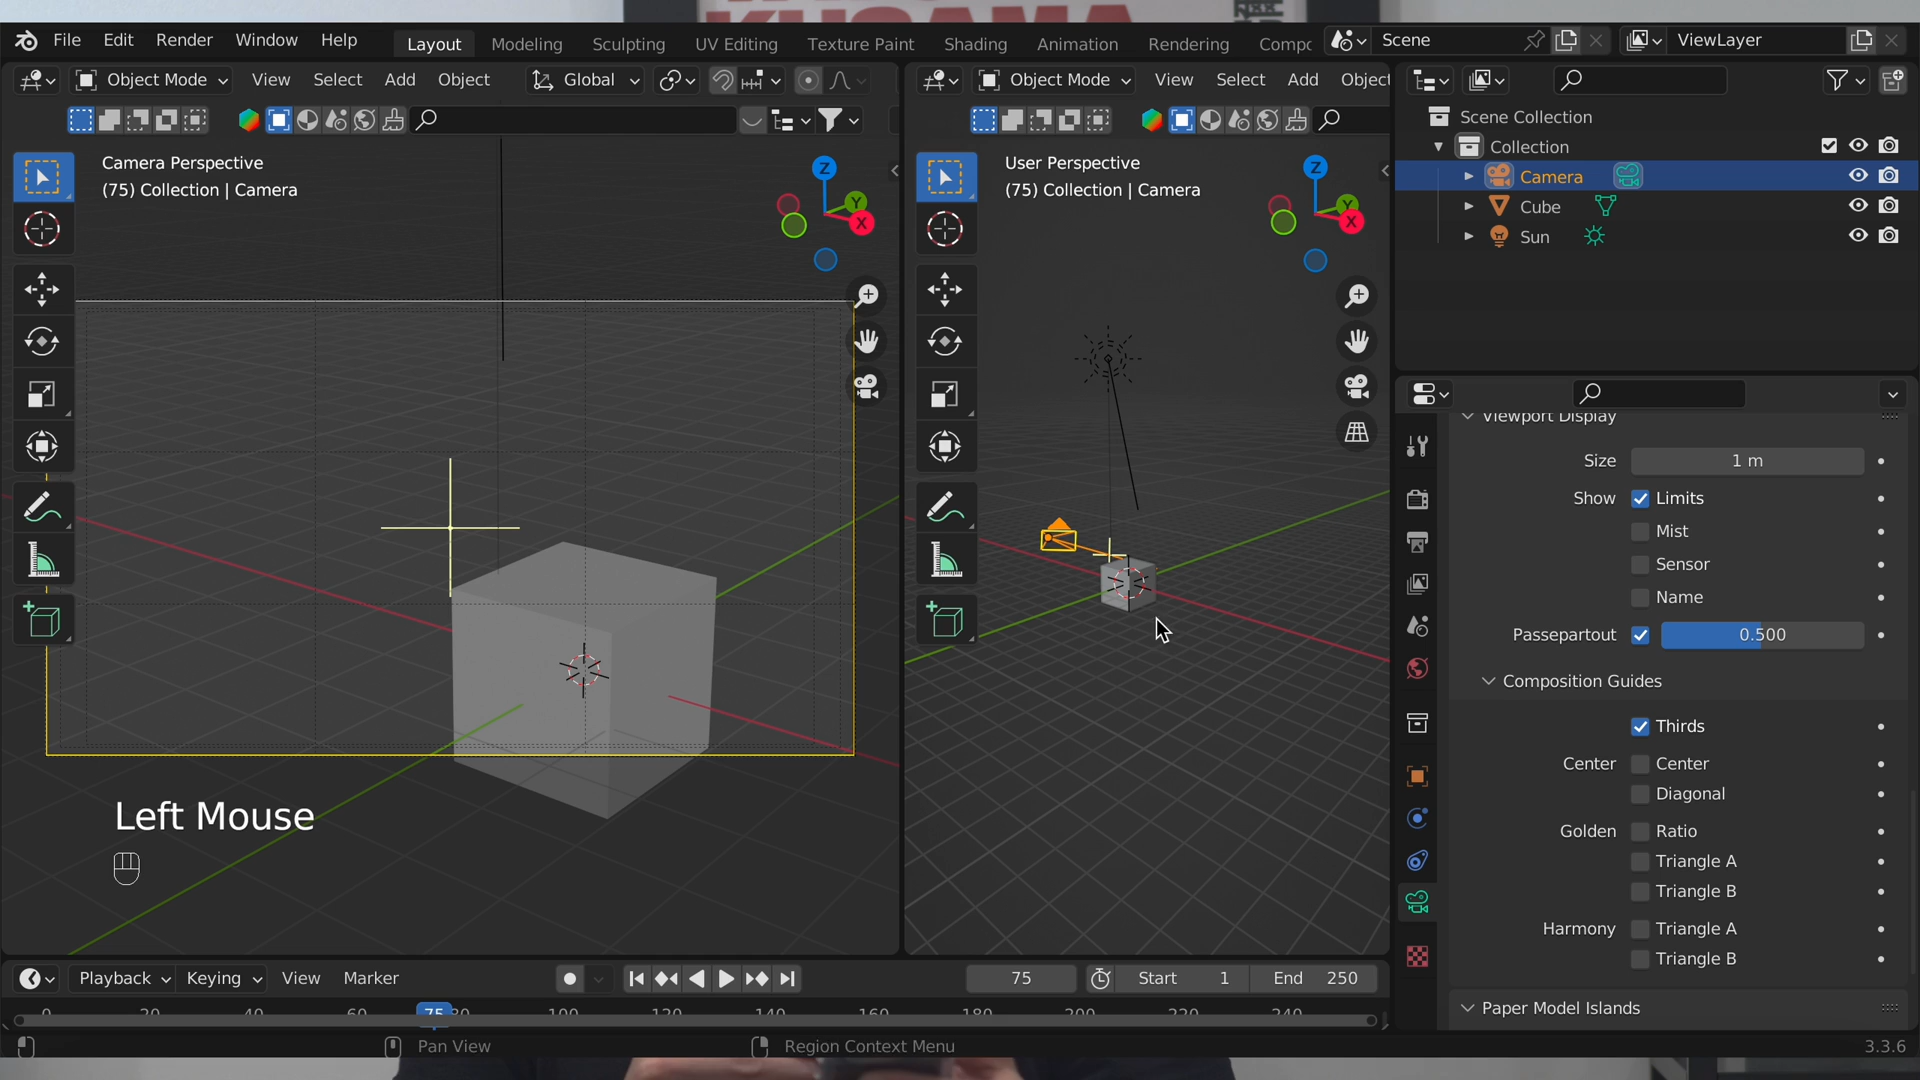 File Edit Render Window Help Layout Modeling Sculpting UV Editing Texture Paint Shading Animation Rendering Scene ViewLayer
Object Mode View Select Add Object Global
Object Mode View Select Add Object
Camera Perspective
(75) Collection | Camera
Z
Y
X
User Perspective
(75) Collection | Camera
Z
Y
X
Scene Collection
Collection
Camera
Cube
Sun
Viewport Display
Size 1 m
Show Limits
Mist
Sensor
Name
Passepartout 0.500
Composition Guides
Thirds
Center Center
Diagonal
Golden Ratio
Triangle A
Triangle B
Harmony Triangle A
Triangle B
Paper Model Islands
Left Mouse
Playback Keying View Marker 75 Start 1 End 250
0 20 40 60 75 80 100 120 140 160 180 200 220 240
Pan View Region Context Menu 3.3.6